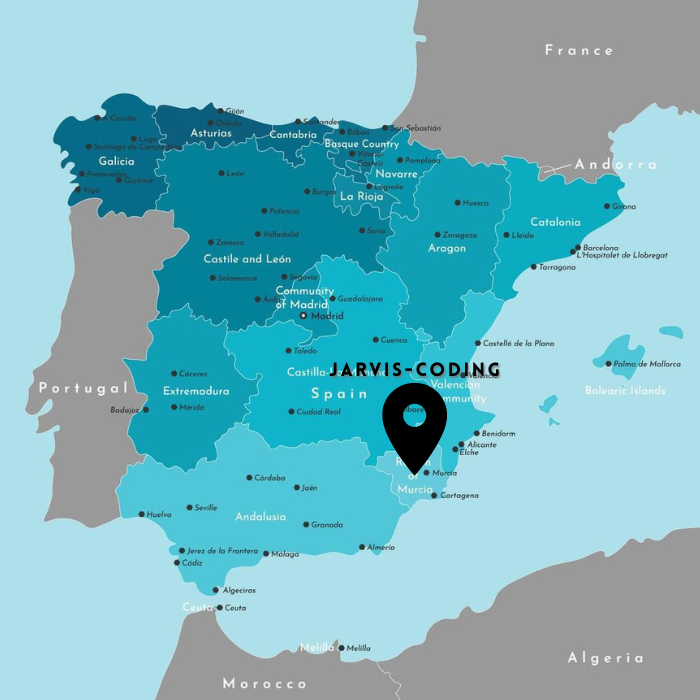 France
Gijón
A Coruña
Oviedo
Santander
Asturias
Cantabria
Bilbao
San Sebastián
Lugo
Santiago de Compostela
Basque Country
Galicia
Vitoria-
Gasteiz
Pamplona
Andorra
Pontevedra
Ourense
León
Navarre
Vigo
Burgos
Logroño
La Rioja
Huesca
Girona
Palencia
Catalonia
Valladolid
Soria
Zaragoza
Lleida
Zamora
Aragon
Barcelona
L'Hospitalet de Llobregat
Castile and León
Tarragona
Salamanca
Segovia
Community
of Madrid
Ávila
Guadalajara
Madrid
Cuenca
Castelló de la Plana
Toledo
Palma de Mallorca
JARVIS-CODING
Cáceres
Valencia
Portugal
Extremadura
Spain
Valencian
Community
Balearic Islands
Badajoz
Mérida
Ciudad Real
Benidorm
Alicante
Elche
Region
of
Murcia
Murcia
Córdoba
Jaén
Cartagena
Huelva
Seville
Andalusia
Granada
Jerez de la Frontera
Málaga
Almería
Cádiz
Algeciros
Ceuta
Ceuta
Melilla
Melilla
Algeria
Morocco